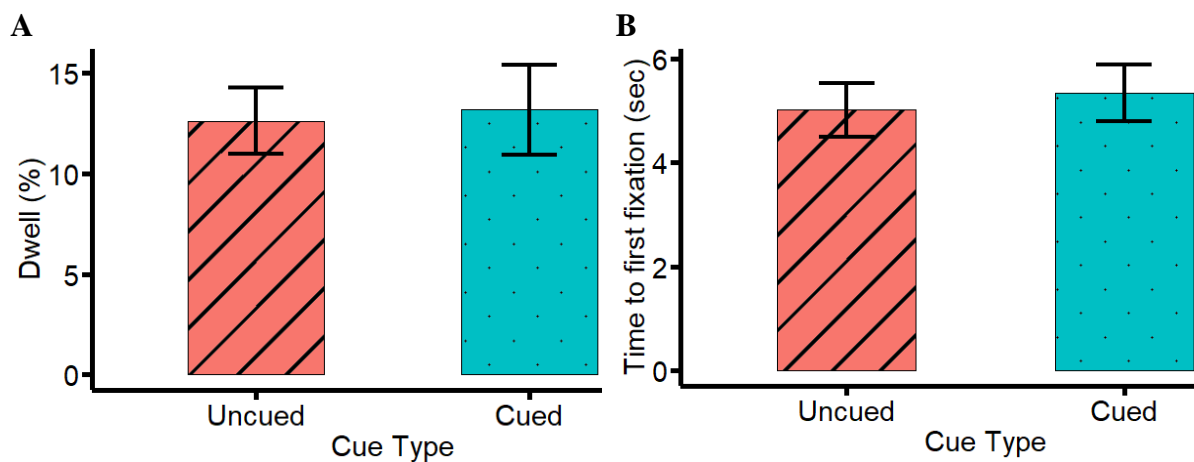 A
Dwell (%)
15
10
5
0
Uncued
Cued
Cue Type
B
Time to first fixation (sec)
6
4
2
0
Uncued
Cued
Cue Type